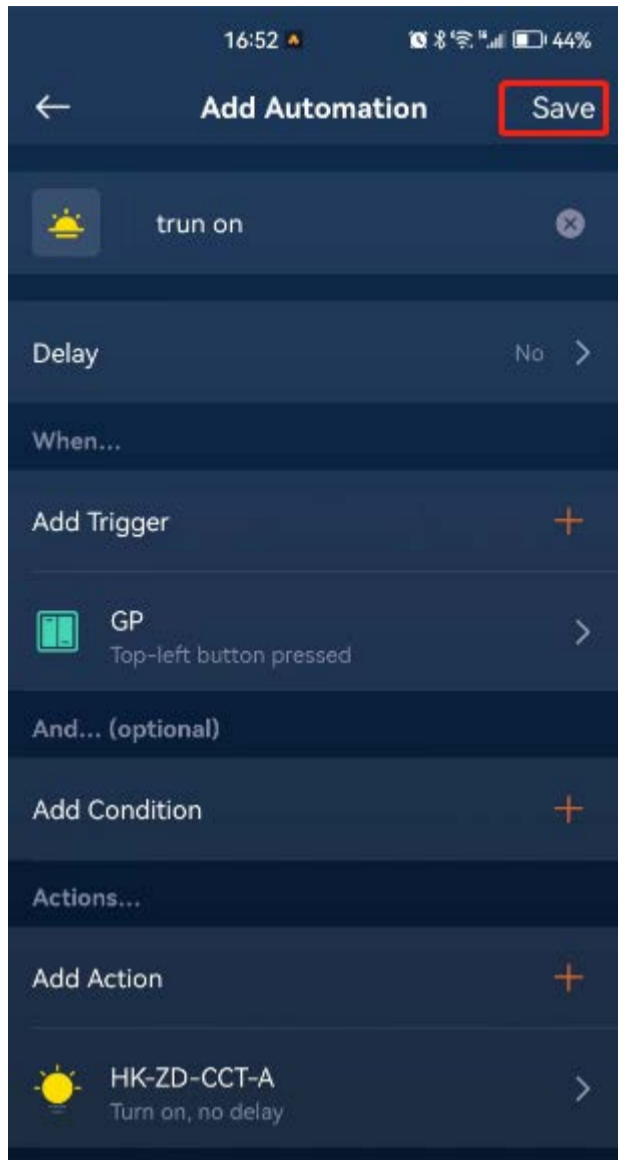 16:52 44%
Add Automation Save
trun on
Delay No
When...
Add Trigger
GP
Top-left button pressed
And... (optional)
Add Condition
Actions...
Add Action
HK-ZD-CCT-A
Turn on, no delay